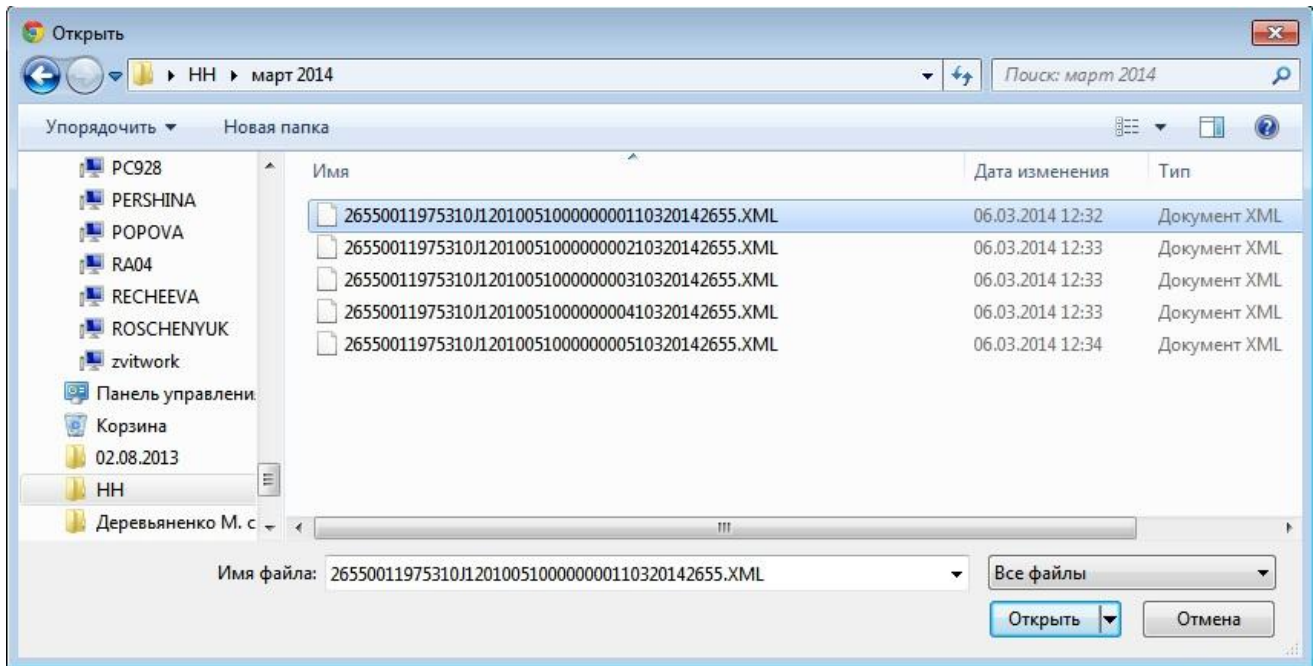 Открыть
НН март 2014 Поиск: март 2014
Упорядочить Новая папка
PC928
PERSHINA
POPOVA
RA04
RECHEEVA
ROSCHENYUK
zvitwork
Панель управлени
Корзина
02.08.2013
НН
Деревьяненко М. с
Имя Дата изменения Тип
26550011975310J1201005100000000110320142655.XML 06.03.2014 12:32 Документ XML
26550011975310J1201005100000000210320142655.XML 06.03.2014 12:33 Документ XML
26550011975310J1201005100000000310320142655.XML 06.03.2014 12:33 Документ XML
26550011975310J1201005100000000410320142655.XML 06.03.2014 12:33 Документ XML
26550011975310J1201005100000000510320142655.XML 06.03.2014 12:34 Документ XML
Имя файла: 26550011975310J1201005100000000110320142655.XML Все файлы
Открыть Отмена